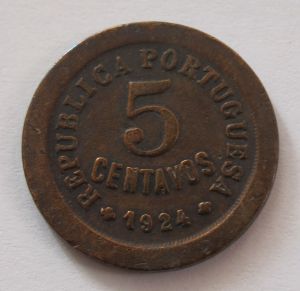 REPUBLICA PORTUGUESA
5
CENTAVOS
* 1924 *